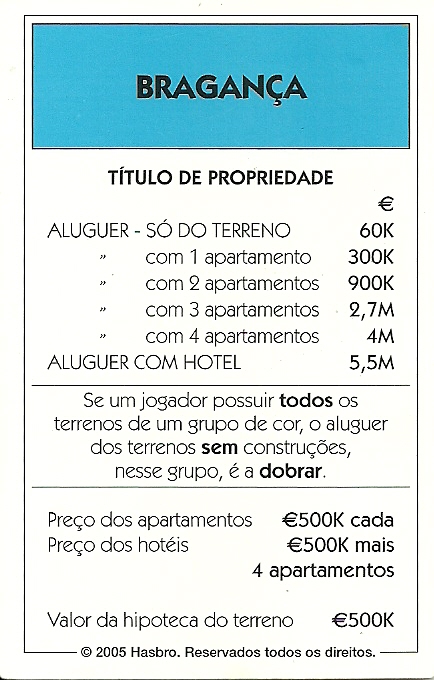 BRAGANÇA
TÍTULO DE PROPRIEDADE
€
ALUGUER - SÓ DO TERRENO 60K
” com 1 apartamento 300K
” com 2 apartamentos 900K
” com 3 apartamentos 2,7M
” com 4 apartamentos 4M
ALUGUER COM HOTEL 5,5M
Se um jogador possuir todos os
terrenos de um grupo de cor, o aluguer
dos terrenos sem construções,
nesse grupo, é a dobrar.
Preço dos apartamentos €500K cada
Preço dos hotéis €500K mais
4 apartamentos
Valor da hipoteca do terreno €500K
© 2005 Hasbro. Reservados todos os direitos.